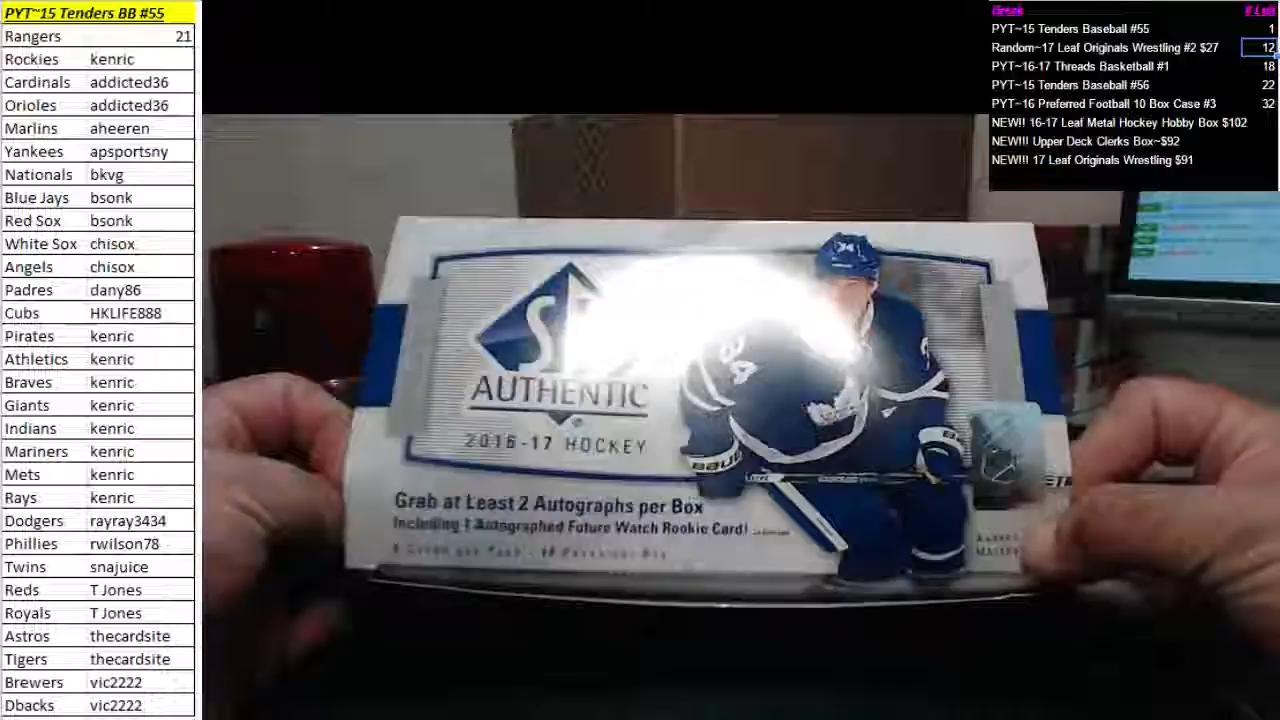 PYT~15 Tenders BB #55
Rangers 21
Rockies kenric
Cardinals addicted36
Orioles addicted36
Marlins aheeren
Yankees apsportsny
Nationals bkvg
Blue Jays bsonk
Red Sox bsonk
White Sox chisox
Angels chisox
Padres dany86
Cubs HKLIFE888
Pirates kenric
Athletics kenric
Braves kenric
Giants kenric
Indians kenric
Mariners kenric
Mets kenric
Rays kenric
Dodgers rayray3434
Phillies rwilson78
Twins snajuice
Reds T Jones
Royals T Jones
Astros thecardsite
Tigers thecardsite
Brewers vic2222
Dbacks vic2222
Break # Left
PYT~15 Tenders Baseball #55 1
Random~17 Leaf Originals Wrestling #2 $27 12
PYT~16-17 Threads Basketball #1 18
PYT~15 Tenders Baseball #56 22
PYT~16 Preferred Football 10 Box Case #3 32
NEW!! 16-17 Leaf Metal Hockey Hobby Box $102
NEW!!! Upper Deck Clerks Box~$92
NEW!!! 17 Leaf Originals Wrestling $91
34
AUTHENTIC
2016-17 HOCKEY
Grab at Least 2 Autographs per Box
Including 1 Autographed Future Watch Rookie Card!